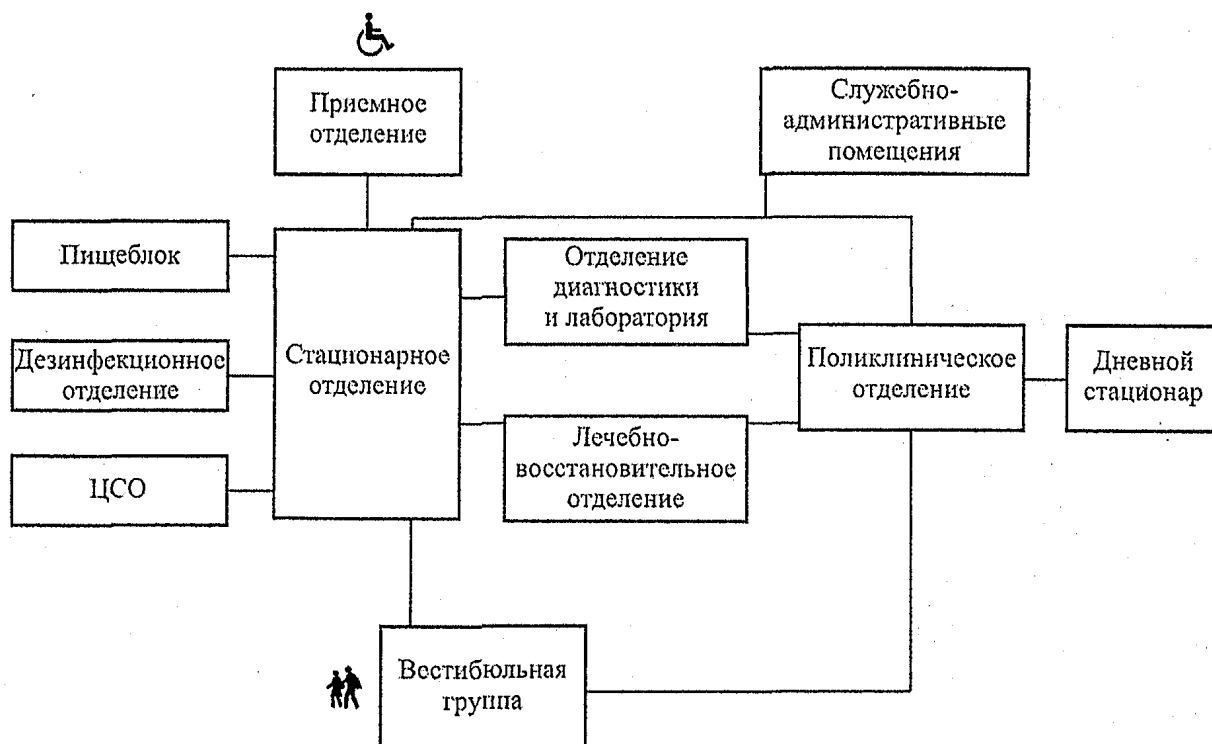 Приемное
отделение
Служебно-
административные
помещения
Пищеблок
Отделение
диагностики
и лаборатория
Дезинфекционное
отделение
Стационарное
отделение
Поликлиническое
отделение
Дневной
стационар
ЦСО
Лечебно-
восстановительное
отделение
Вестибюльная
группа